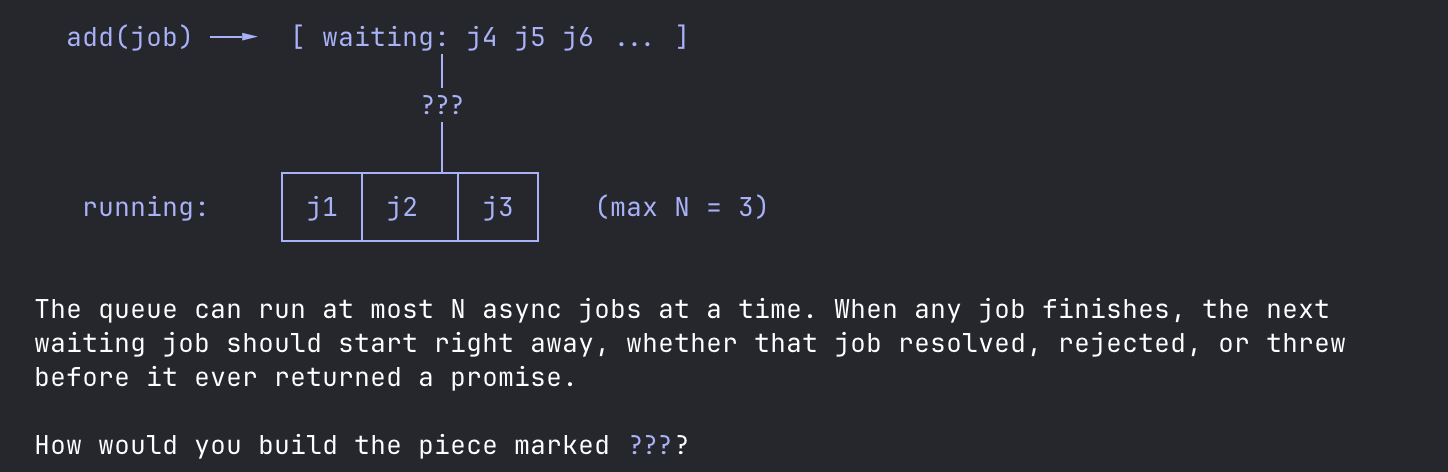 add(job) ──► [ waiting: j4 j5 j6 ... ]
???
running: j1 j2 j3 (max N = 3)
The queue can run at most N async jobs at a time. When any job finishes, the next
waiting job should start right away, whether that job resolved, rejected, or threw
before it ever returned a promise.
How would you build the piece marked ????